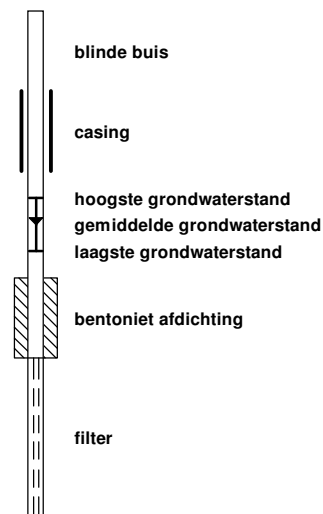 blinde buis
casing
hoogste grondwaterstand
gemiddelde grondwaterstand
laagste grondwaterstand
bentoniet afdichting
filter